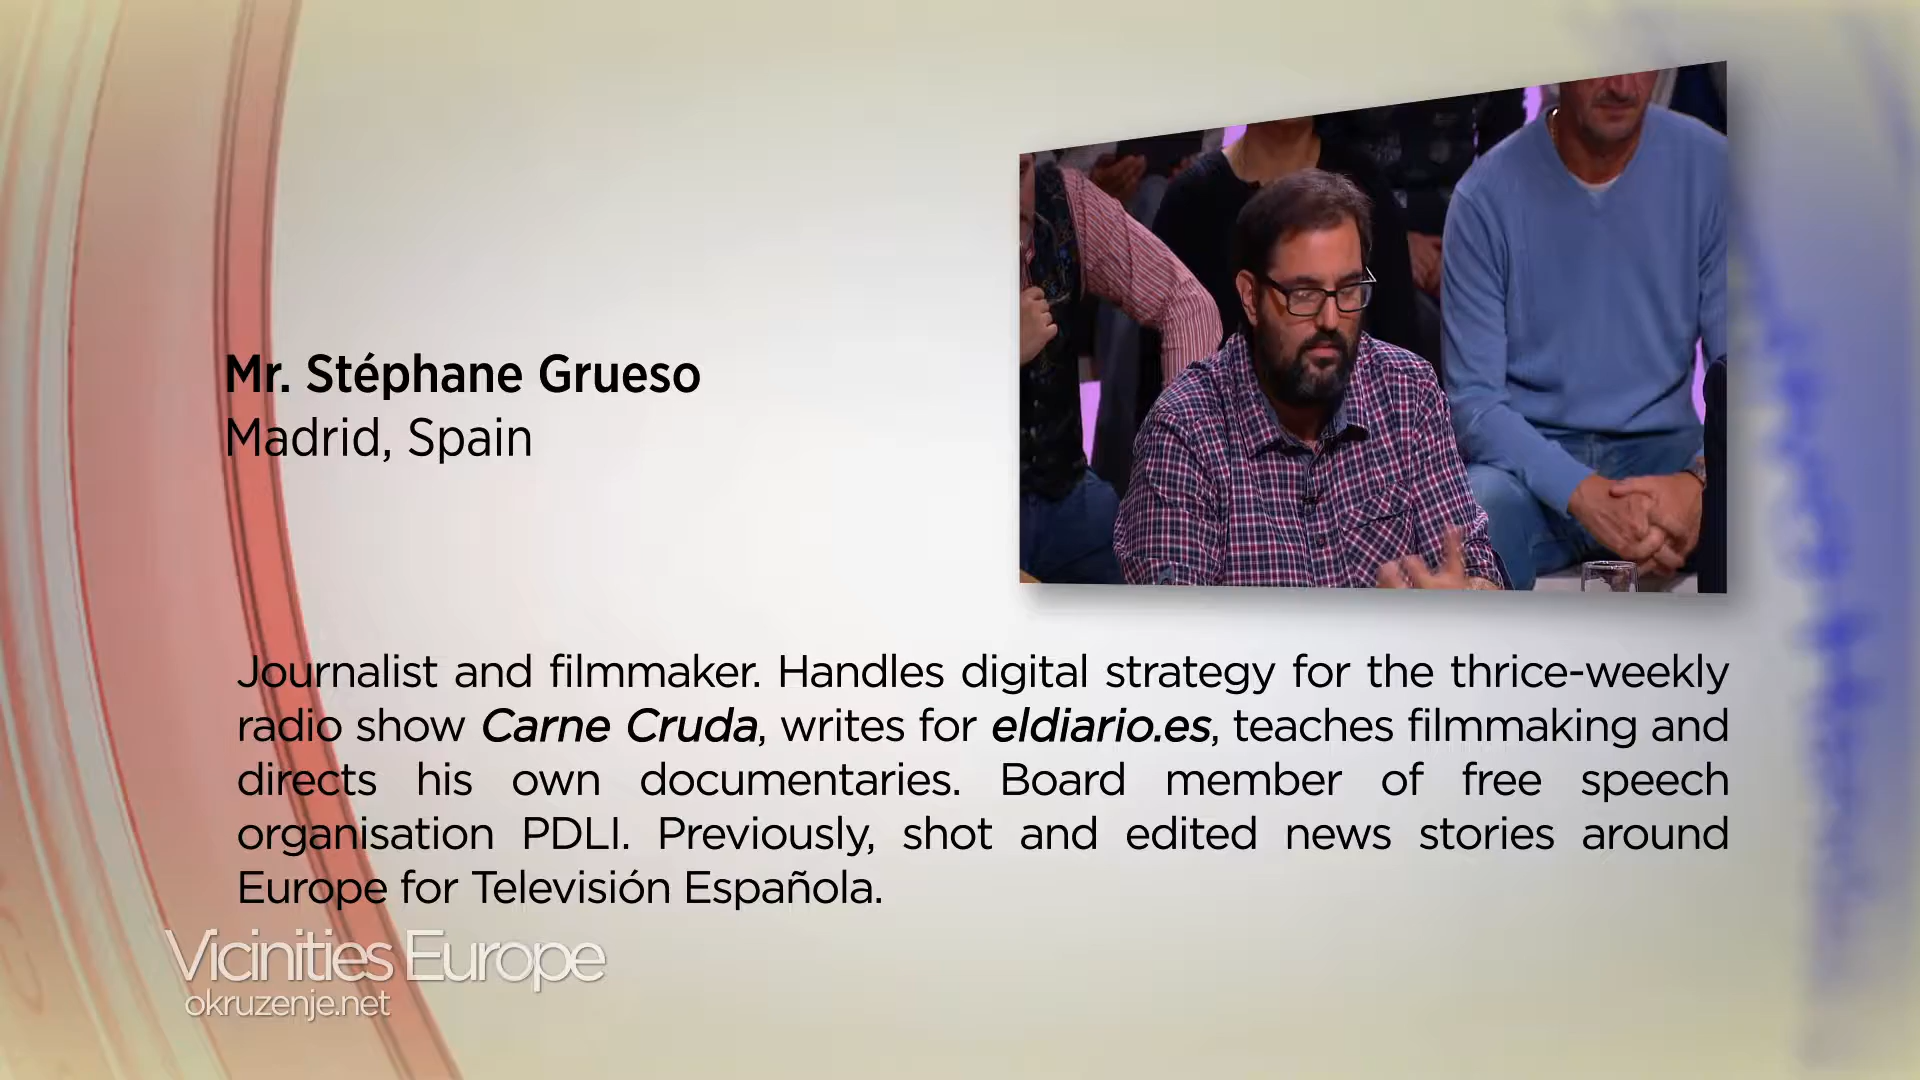 Mr. Stéphane Grueso
Madrid, Spain
Journalist and filmmaker. Handles digital strategy for the thrice-weekly
radio show Carne Cruda, writes for eldiario.es, teaches filmmaking and
directs his own documentaries. Board member of free speech
organisation PDLI. Previously, shot and edited news stories around
Europe for Televisión Española.
Vicinities Europe
okruzenje.net